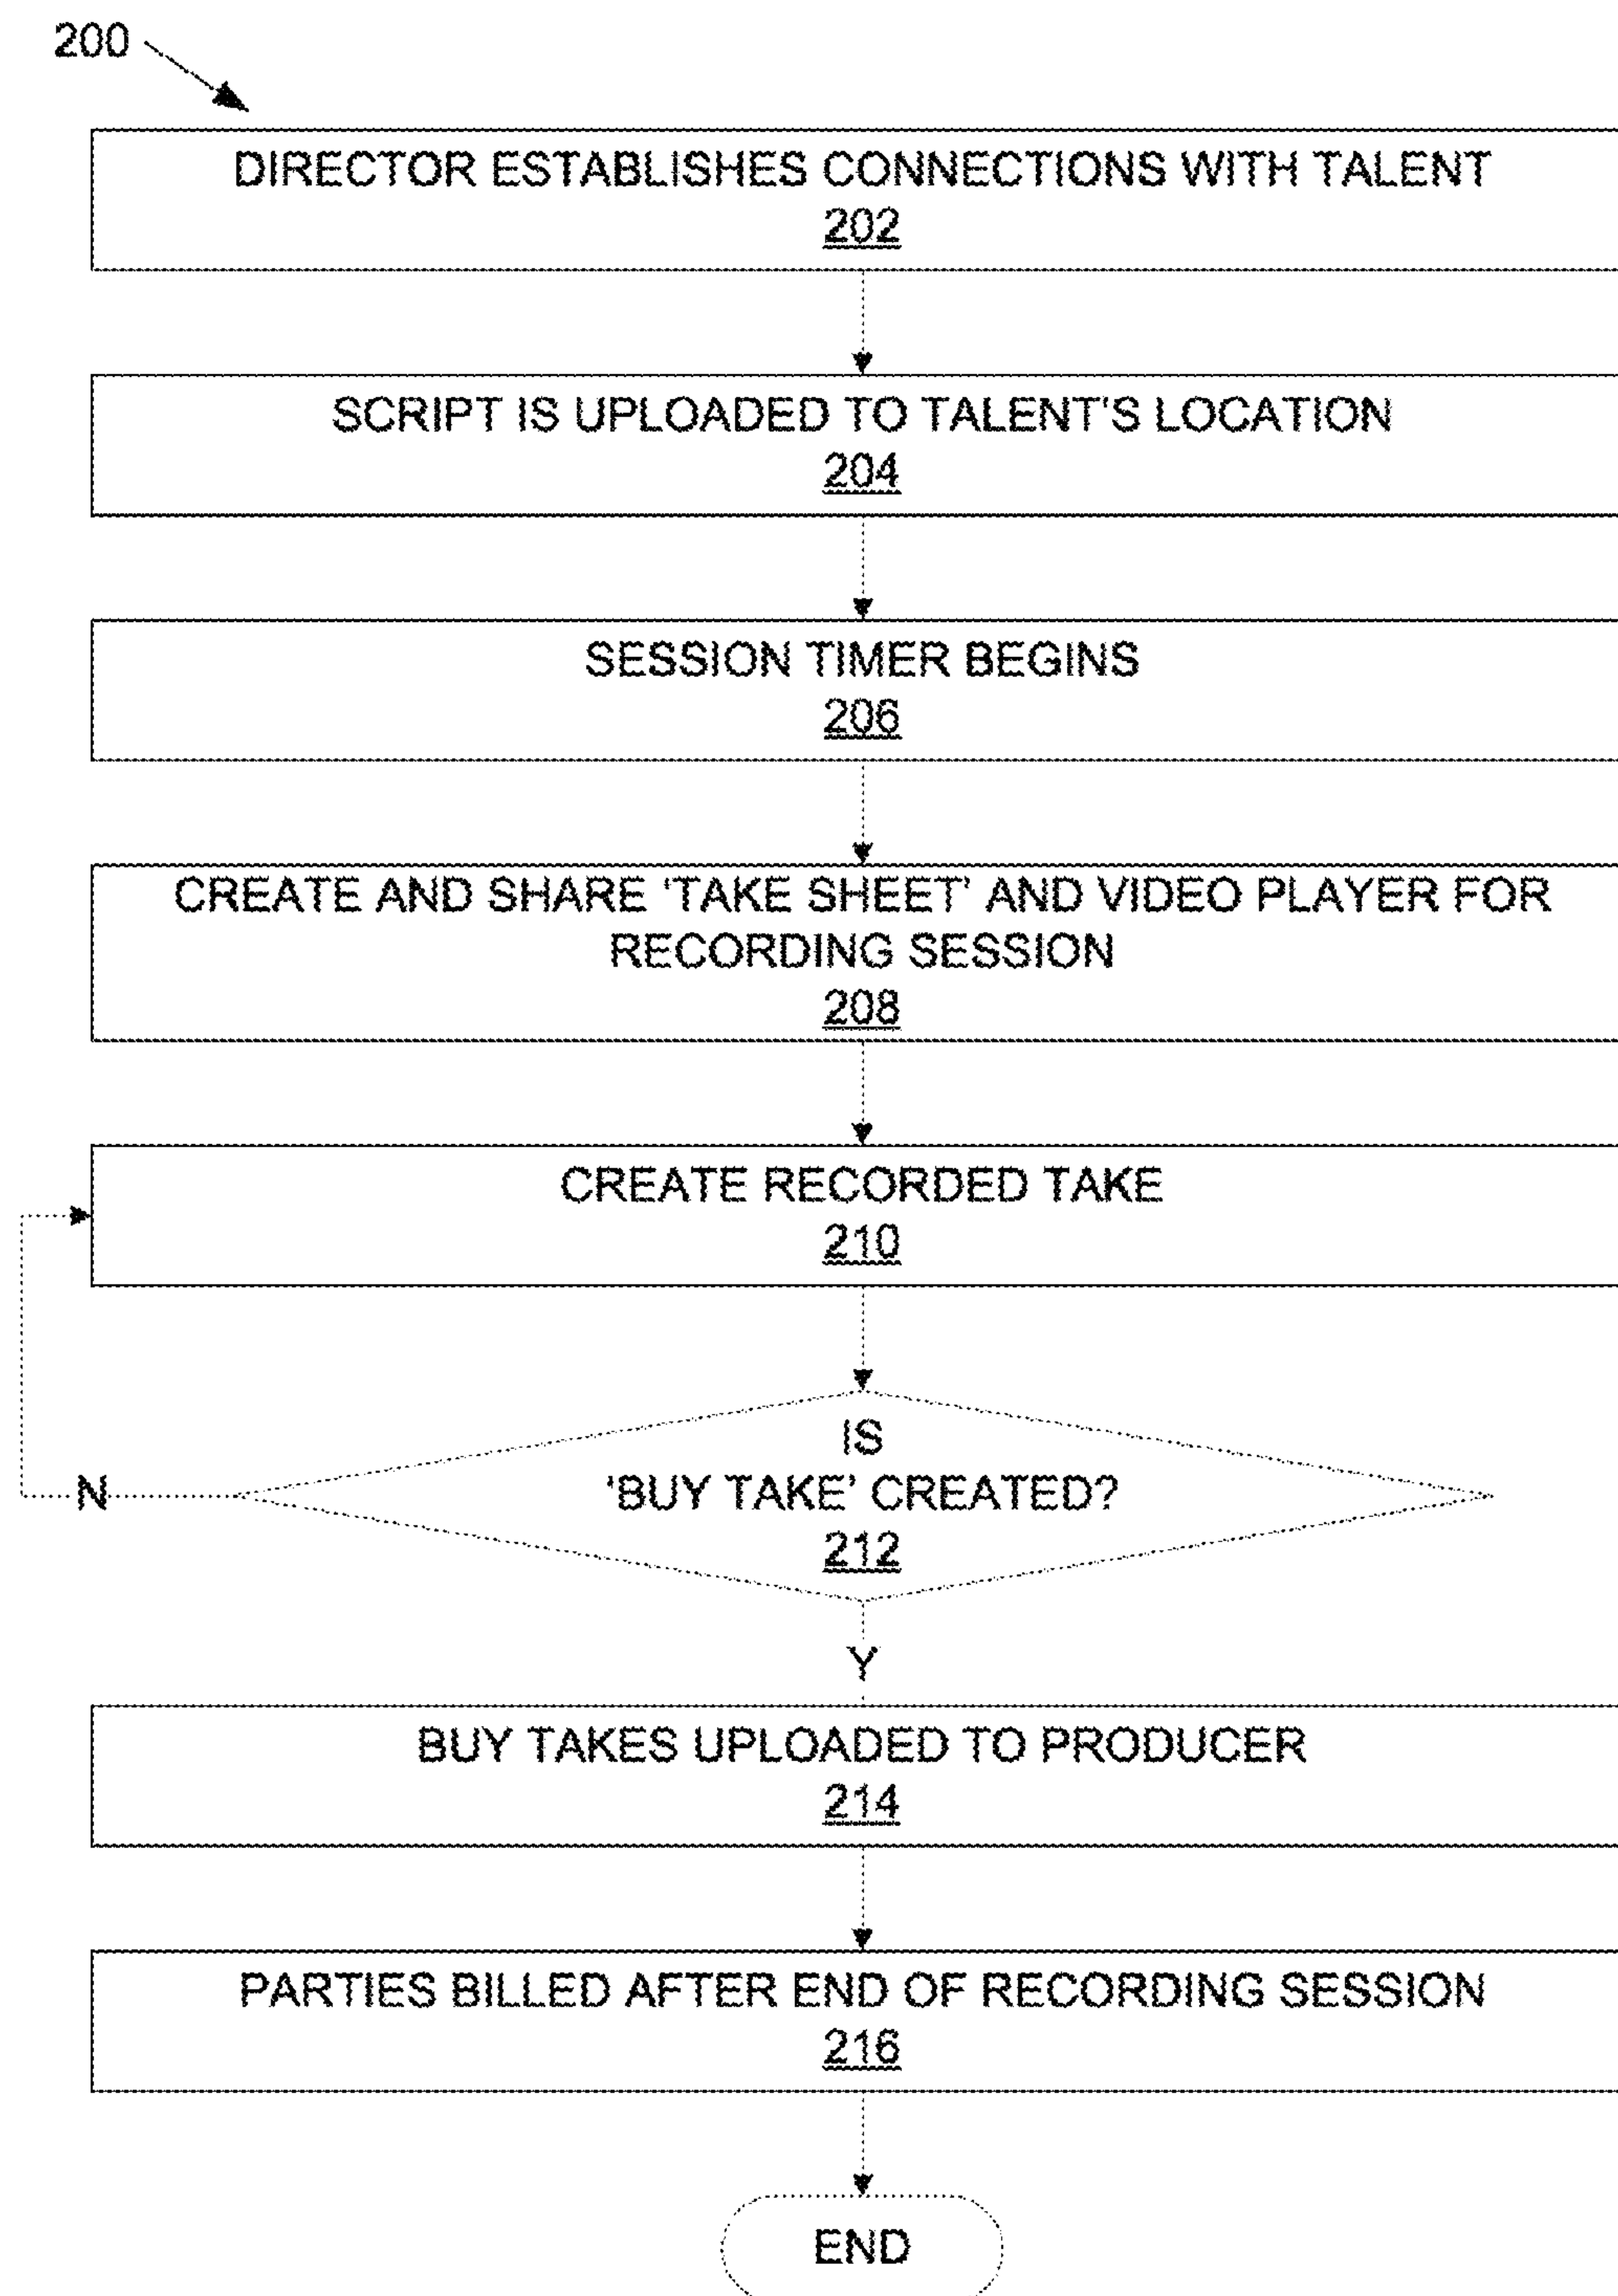 200
DIRECTOR ESTABLISHES CONNECTIONS WITH TALENT
202
SCRIPT IS UPLOADED TO TALENT'S LOCATION
204
SESSION TIMER BEGINS
206
CREATE AND SHARE ‘TAKE SHEET’ AND VIDEO PLAYER FOR
RECORDING SESSION
208
CREATE RECORDED TAKE
210
IS
‘BUY TAKE’ CREATED?
212
N
Y
BUY TAKES UPLOADED TO PRODUCER
214
PARTIES BILLED AFTER END OF RECORDING SESSION
216
END